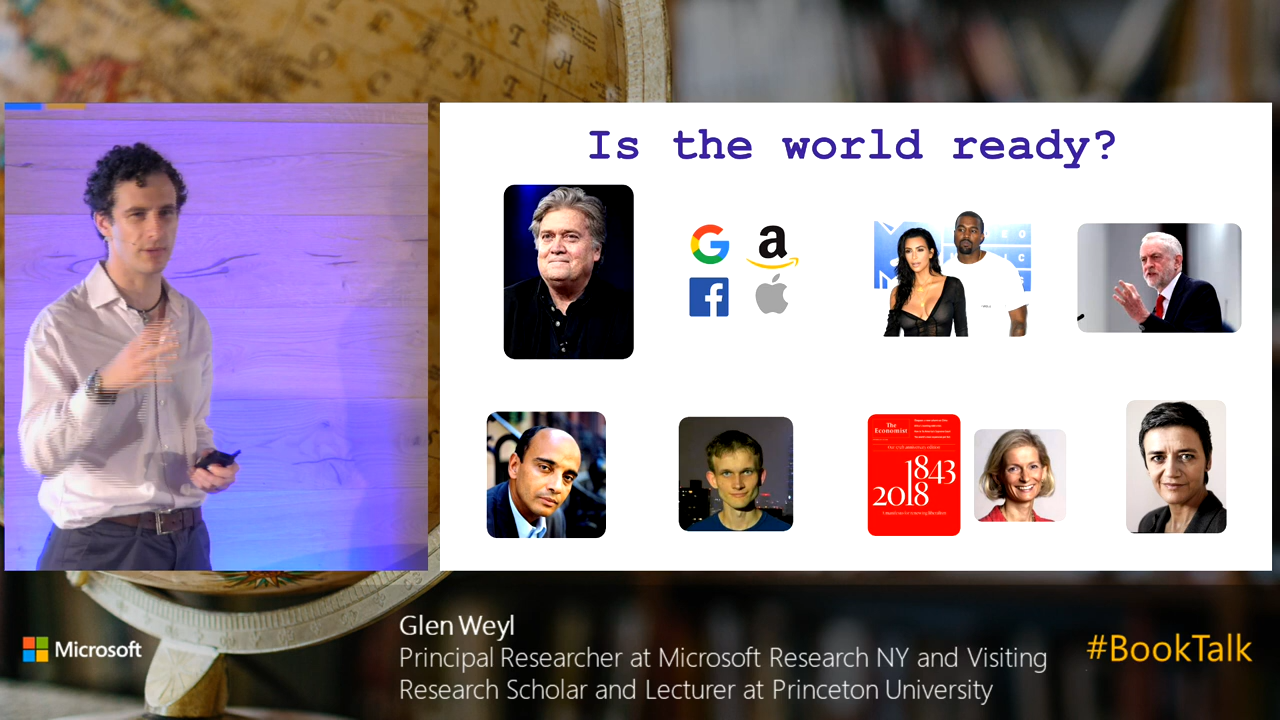 Is the world ready?
The
Economist
1843
2018
Glen Weyl
Principal Researcher at Microsoft Research NY and Visiting
Research Scholar and Lecturer at Princeton University
Microsoft
#BookTalk